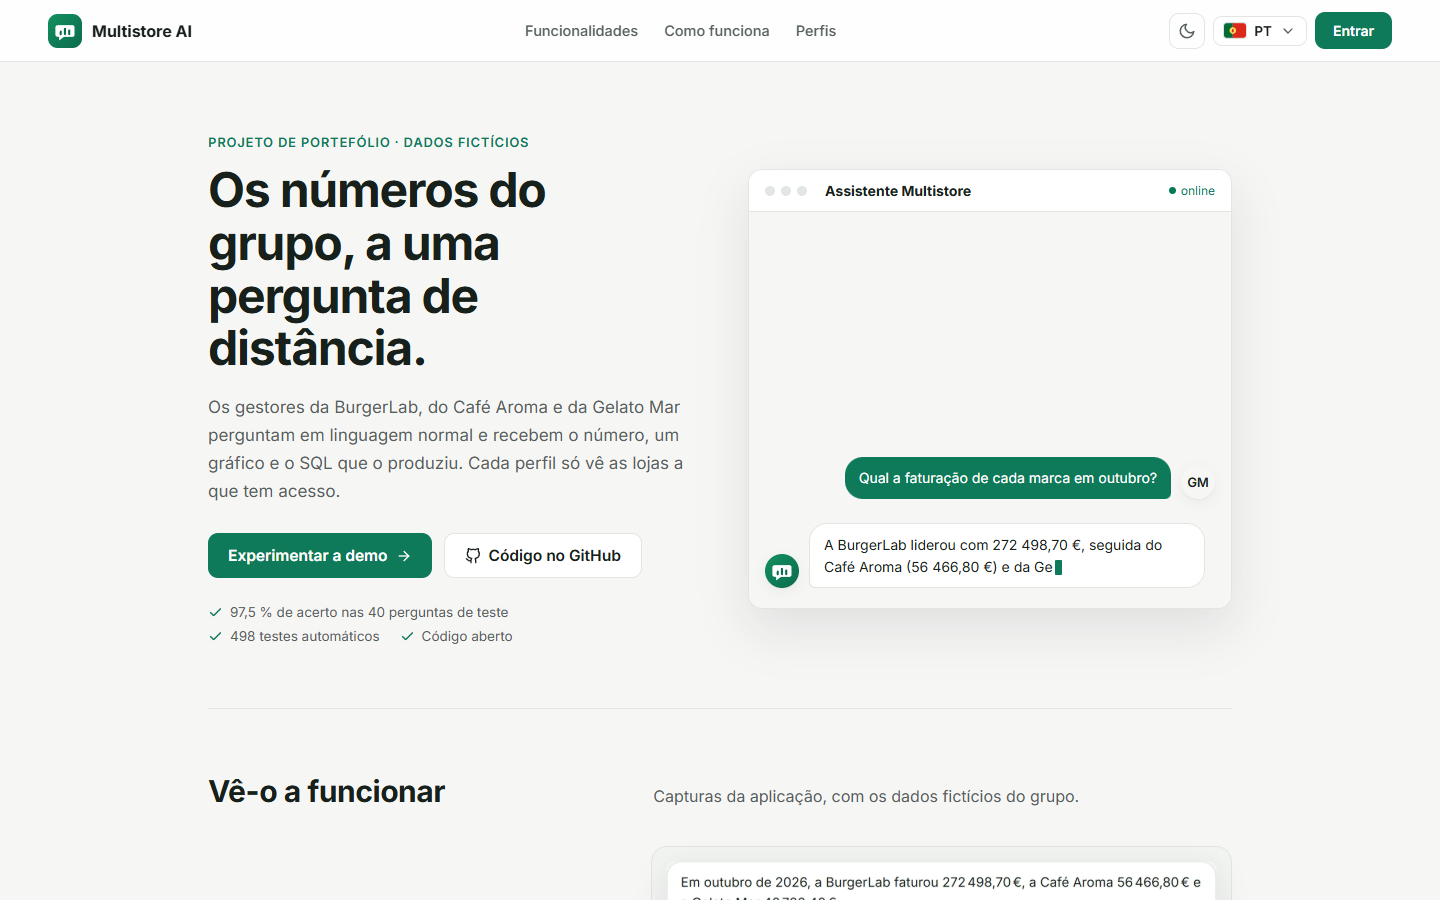 Multistore AI
Funcionalidades
Como funciona
Perfis
PT
Entrar
PROJETO DE PORTEFÓLIO · DADOS FICTÍCIOS
Os números do
grupo, a uma
pergunta de
distância.
Os gestores da BurgerLab, do Café Aroma e da Gelato Mar
perguntam em linguagem normal e recebem o número, um
gráfico e o SQL que o produziu. Cada perfil só vê as lojas a
que tem acesso.
Experimentar a demo
Código no GitHub
97,5 % de acerto nas 40 perguntas de teste
498 testes automáticos
Código aberto
Assistente Multistore
online
Qual a faturação de cada marca em outubro?
GM
A BurgerLab liderou com 272 498,70 €, seguida do
Café Aroma (56 466,80 €) e da Ge
Vê-o a funcionar
Capturas da aplicação, com os dados fictícios do grupo.
Em outubro de 2026, a BurgerLab faturou 272 498,70 €, a Café Aroma 56 466,80 € e